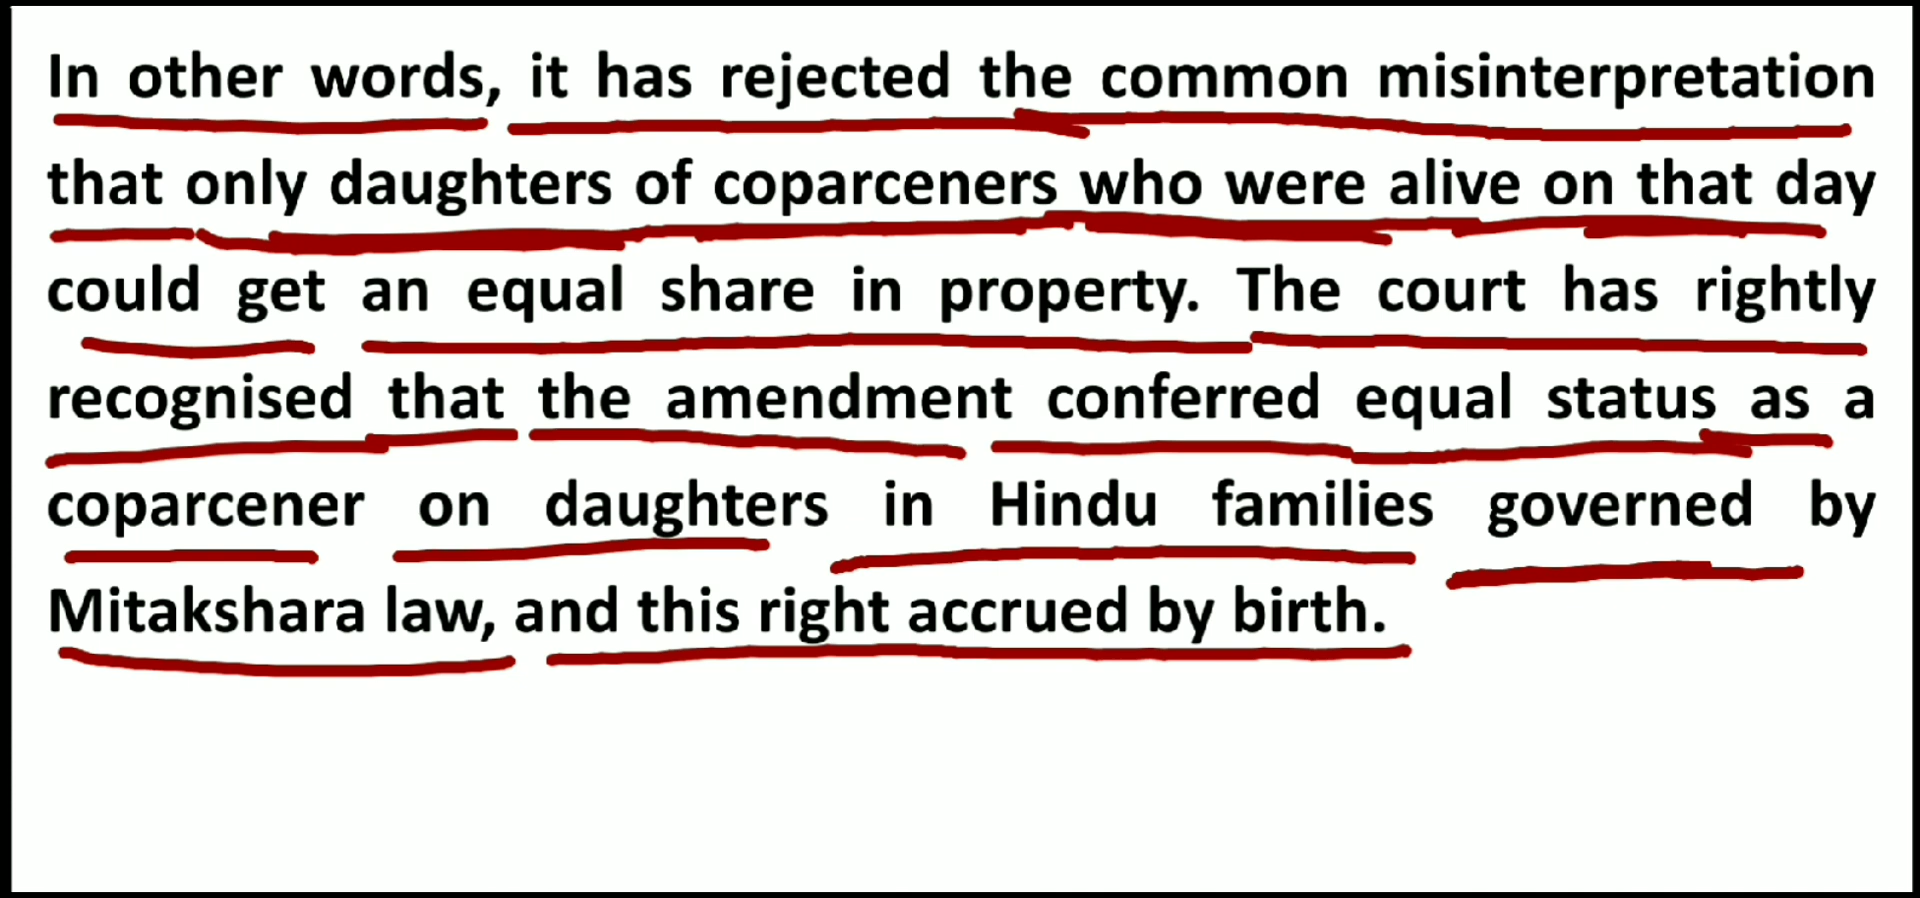 In other words, it has rejected the common misinterpretation
that only daughters of coparceners who were alive on that day
could get an equal share in property. The court has rightly
recognised that the amendment conferred equal status as a
coparcener on daughters in Hindu families governed by
Mitakshara law, and this right accrued by birth.